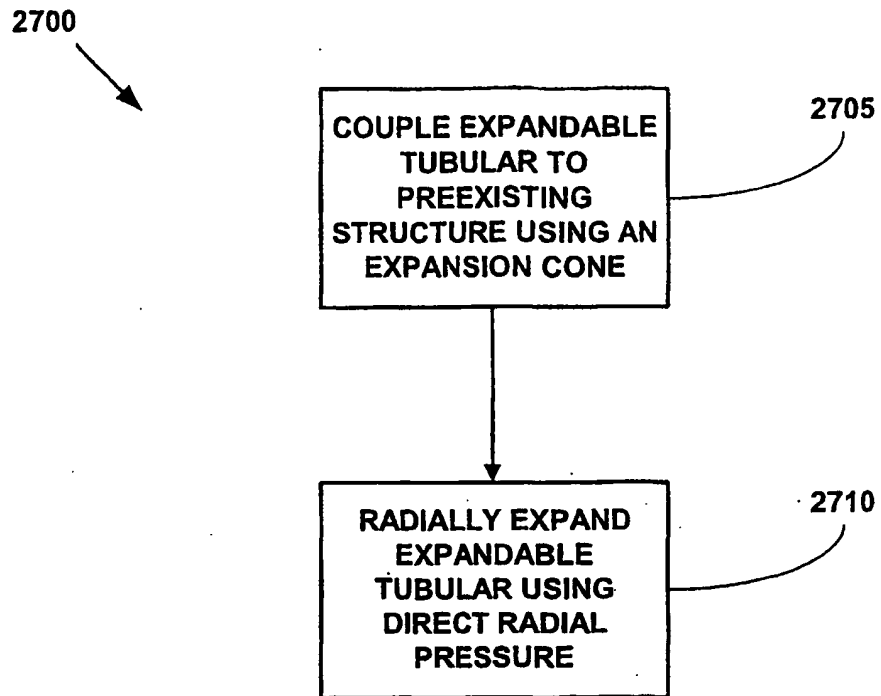 2700
COUPLE EXPANDABLE
TUBULAR TO
PREEXISTING
STRUCTURE USING AN
EXPANSION CONE
2705
RADIALLY EXPAND
EXPANDABLE
TUBULAR USING
DIRECT RADIAL
PRESSURE
2710